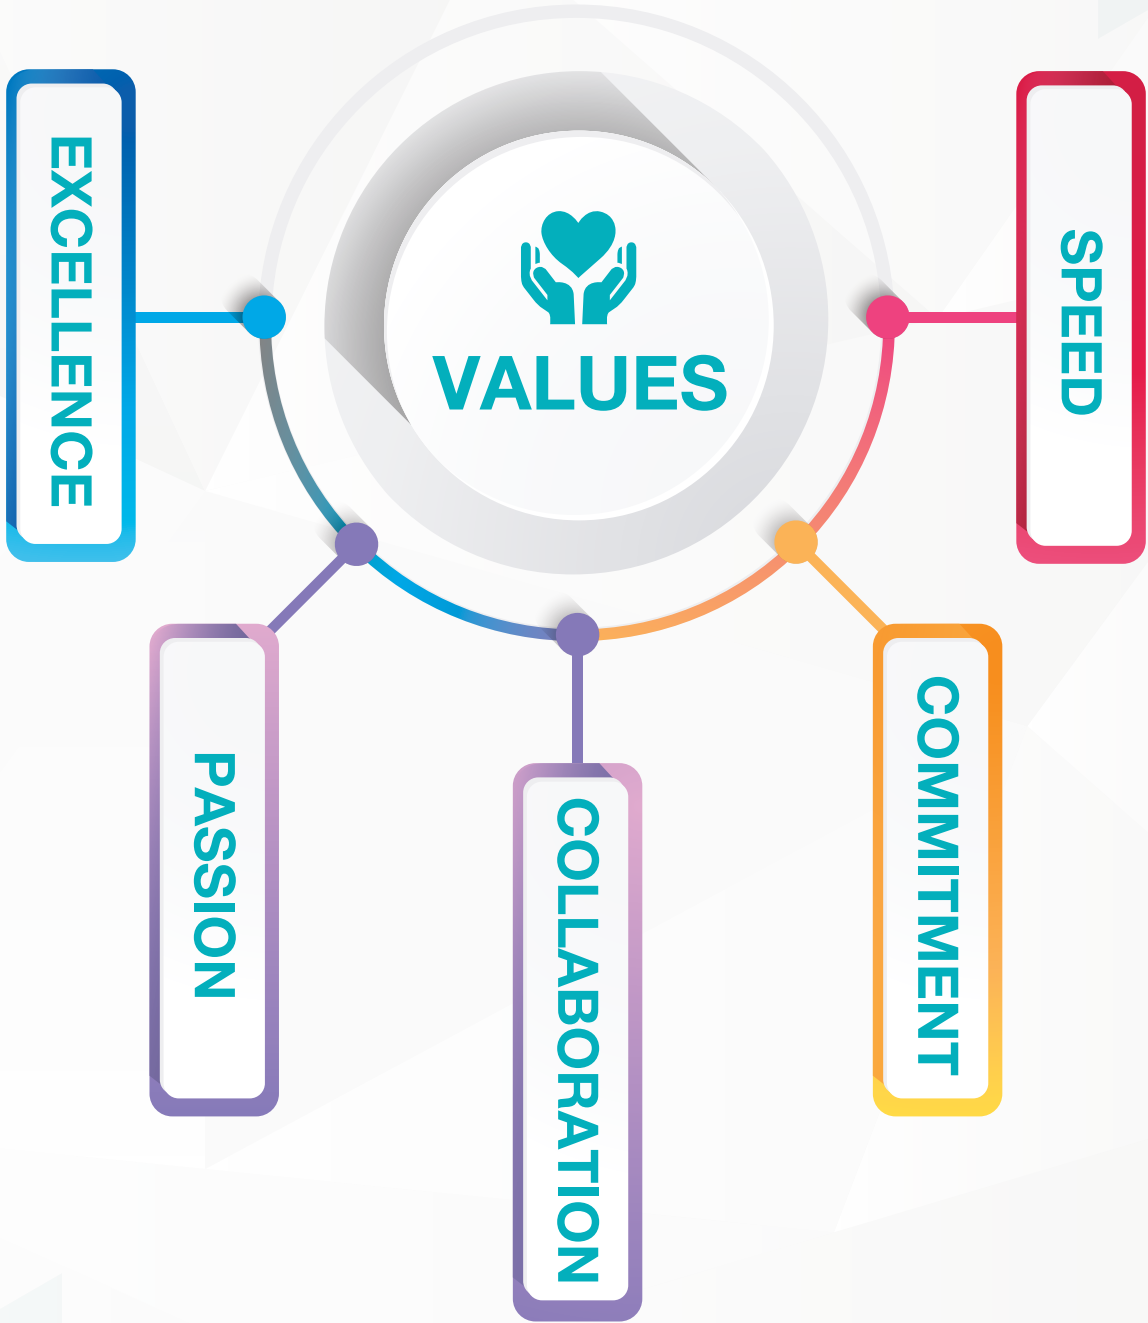 VALUES
EXCELLENCE
PASSION
COLLABORATION
COMMITMENT
SPEED